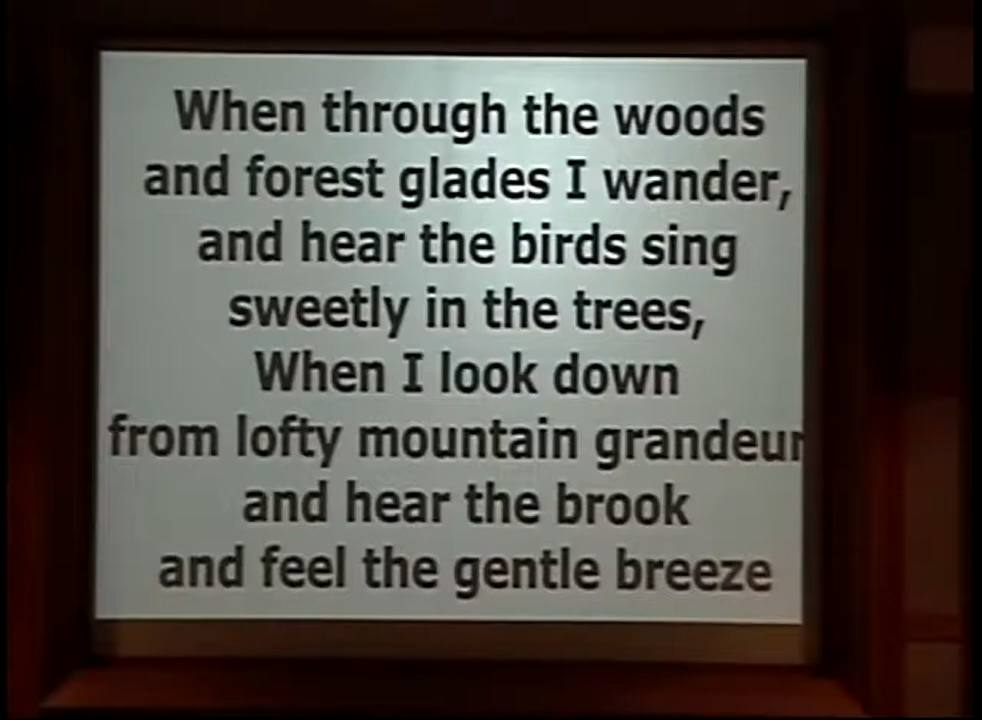 When through the woods
and forest glades I wander,
and hear the birds sing
sweetly in the trees,
When I look down
from lofty mountain grandeur
and hear the brook
and feel the gentle breeze